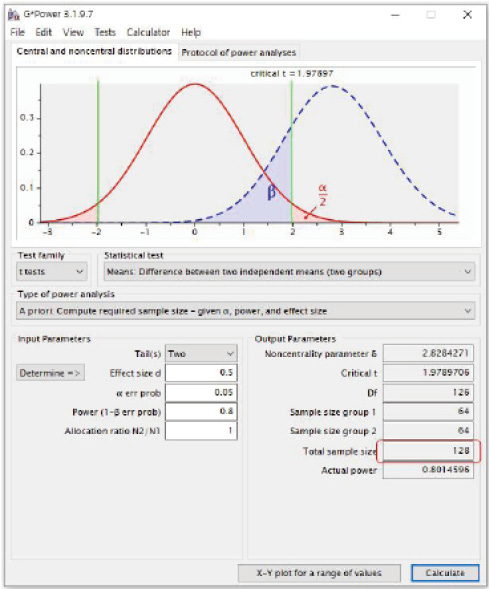 G*Power 3.1.9.7
File Edit View Tests Calculator Help
Central and noncentral distributions Protocol of power analyses
critical t = 1.97897
0.3
0.2
0.1
0
β
α
2
-3 -2 -1 0 1 2 3 4 5
Test family Statistical test
t tests Means: Difference between two independent means (two groups)
Type of power analysis
A priori: Compute required sample size – given α, power, and effect size
Input Parameters Output Parameters
Tail(s) Two Noncentrality parameter δ 2.8284271
Determine => Effect size d 0.5 Critical t 1.9789706
α err prob 0.05 Df 126
Power (1-β err prob) 0.8 Sample size group 1 64
Allocation ratio N2/N1 1 Sample size group 2 64
Total sample size 128
Actual power 0.8014596
X-Y plot for a range of values Calculate